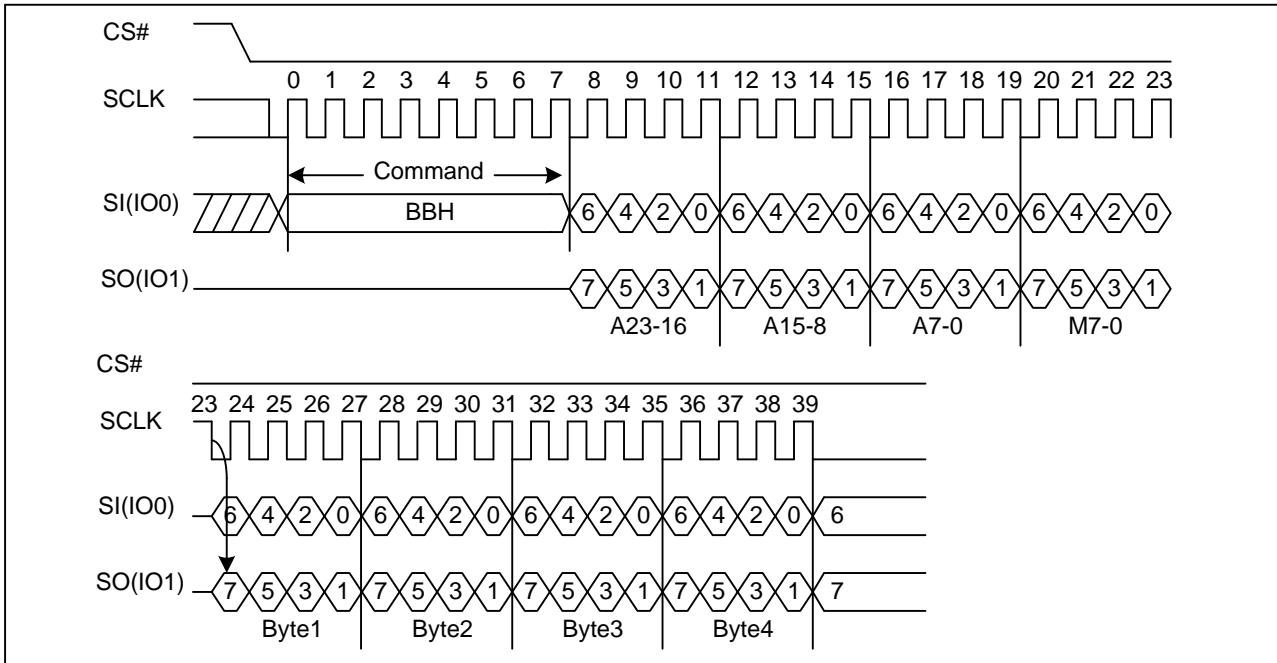 CS#
0 1 2 3 4 5 6 7 8 9 10 11 12 13 14 15 16 17 18 19 20 21 22 23
SCLK
Command
SI(IO0) BBH 6 4 2 0 6 4 2 0 6 4 2 0 6 4 2 0
SO(IO1) 7 5 3 1 7 5 3 1 7 5 3 1 7 5 3 1
A23-16 A15-8 A7-0 M7-0
CS#
23 24 25 26 27 28 29 30 31 32 33 34 35 36 37 38 39
SCLK
SI(IO0) 6 4 2 0 6 4 2 0 6 4 2 0 6 4 2 0 6
SO(IO1) 7 5 3 1 7 5 3 1 7 5 3 1 7 5 3 1 7
Byte1 Byte2 Byte3 Byte4